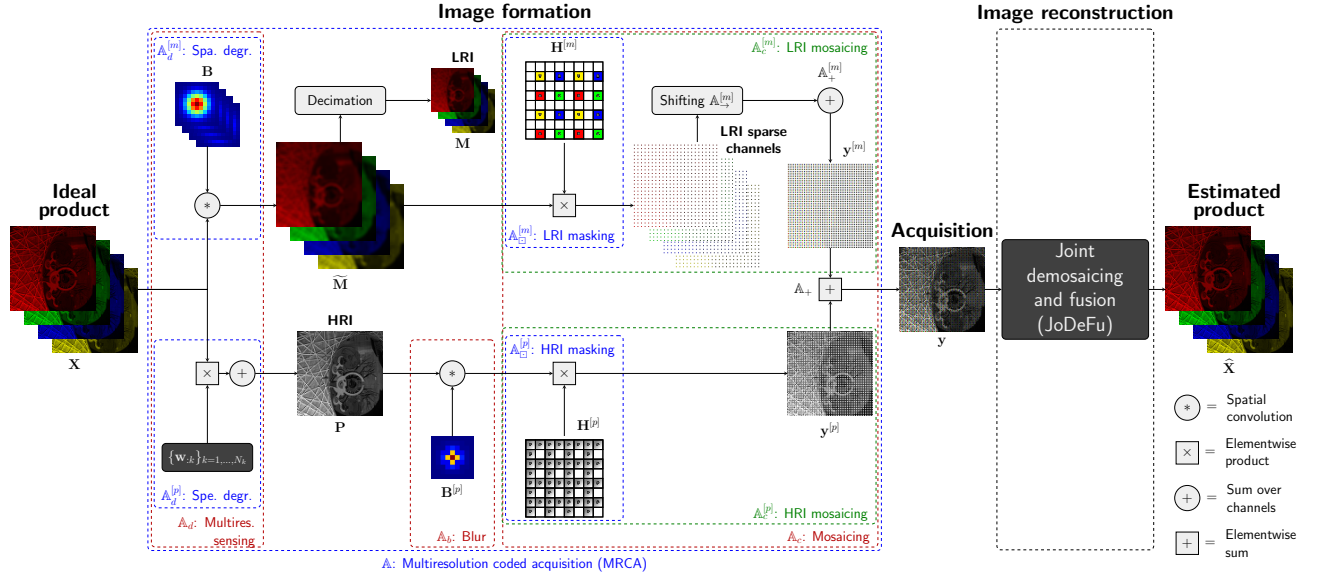 Image formation
Image reconstruction
𝔸_d^{[m]}: Spa. degr.
B
H^{[m]}
𝔸_c^{[m]}: LRI mosaicing
LRI
Decimation
M
Shifting 𝔸_→^{[m]}
𝔸_+^{[m]}
+
LRI sparse
channels
y^{[m]}
Ideal
product
*
×
𝔸_⊡^{[m]}: LRI masking
M̃
Acquisition
Estimated
product
Joint
demosaicing
and fusion
(JoDeFu)
𝔸_+
+
y
X
X̂
HRI
𝔸_⊡^{[p]}: HRI masking
×
+
*
×
P
H^{[p]}
y^{[p]}
{w_{:k}}_{k=1,...,N_k}
B^{[p]}
𝔸_d^{[p]}: Spe. degr.
𝔸_c^{[p]}: HRI mosaicing
𝔸_d: Multires.
sensing
𝔸_b: Blur
𝔸_c: Mosaicing
𝔸: Multiresolution coded acquisition (MRCA)
* = Spatial
convolution
× = Elementwise
product
+ = Sum over
channels
+ = Elementwise
sum